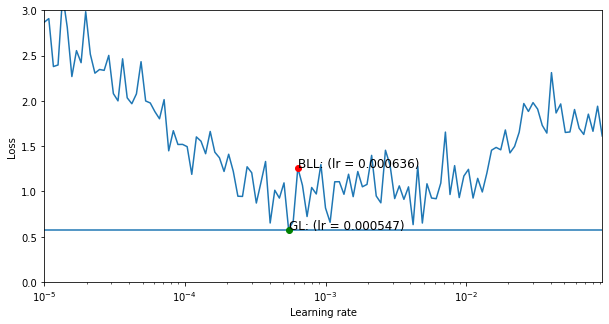 3.0
2.5
2.0
1.5
1.0
0.5
0.0
Loss
BLL: (lr = 0.000636)
GL: (lr = 0.000547)
10⁻⁵
10⁻⁴
10⁻³
10⁻²
Learning rate